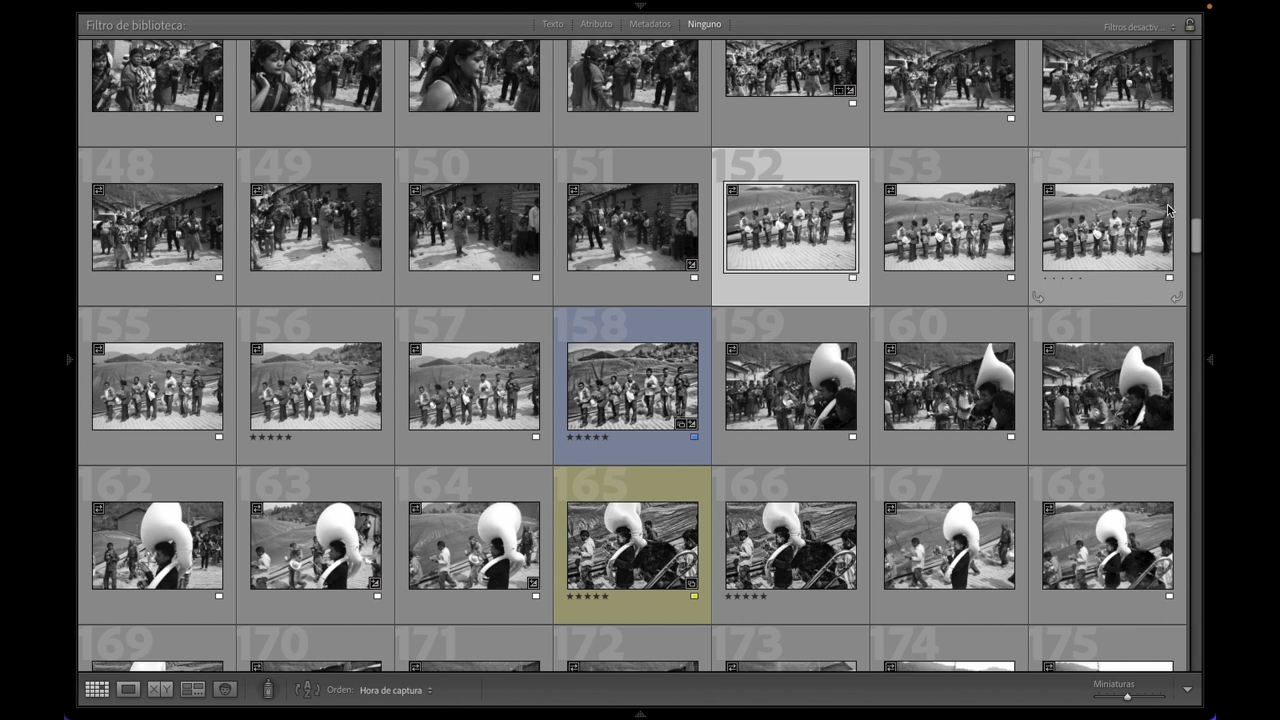 Filtro de biblioteca: Texto Atributo Metadatos Ninguno Filtros desactiv...
148 149 150 151 152 153 154
155 156 157 158 159 160 161
162 163 164 165 166 167 168
169 170 171 172 173 174 175
XY Orden: Hora de captura Miniaturas